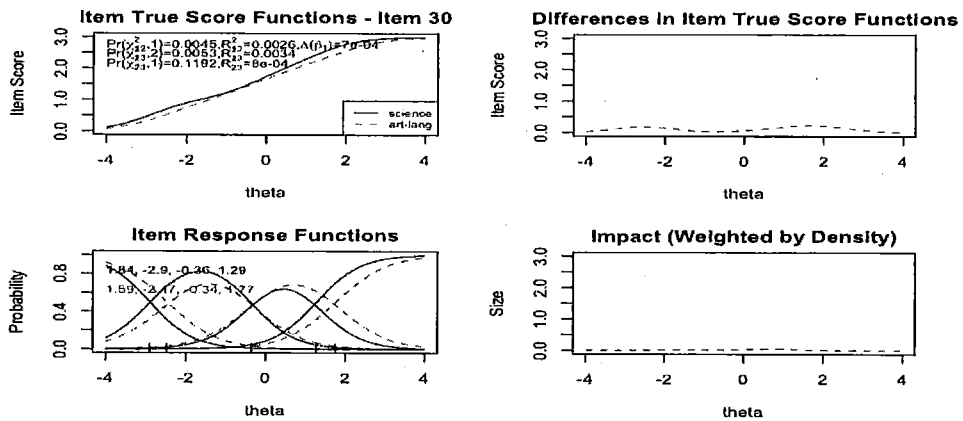 Item True Score Functions - Item 30
Item Score
3.0
2.0
1.0
0.0
science
art-lang
-4 -2 0 2 4
theta
Differences in Item True Score Functions
Item Score
3.0
2.0
1.0
0.0
-4 -2 0 2 4
theta
Item Response Functions
Probability
0.8
0.4
0.0
1.84, -2.9, -0.36, 1.29
-4 -2 0 2 4
theta
Impact (Weighted by Density)
Size
3.0
2.0
1.0
0.0
-4 -2 0 2 4
theta